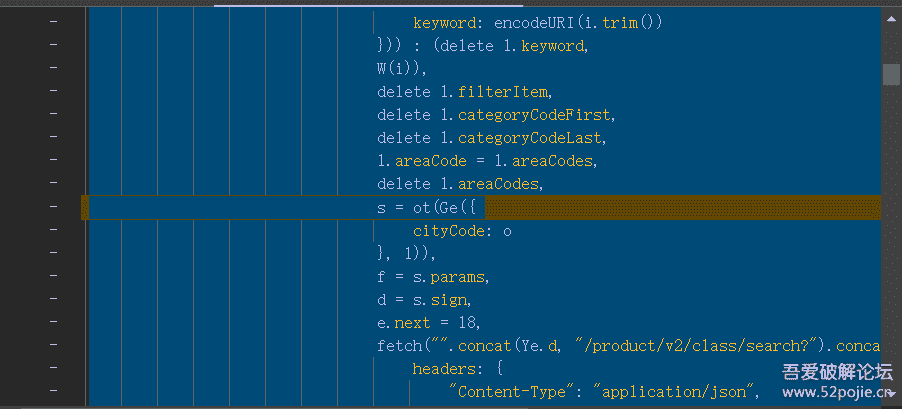 keyword: encodeURI(i.trim())
})) : (delete l.keyword,
W(i)),
delete l.filterItem,
delete l.categoryCodeFirst,
delete l.categoryCodeLast,
l.areaCode = l.areaCodes,
delete l.areaCodes,
s = ot(Ge({
cityCode: o
}, l)),
f = s.params,
d = s.sign,
e.next = 18,
fetch("".concat(Ye.d, "/product/v2/class/search?").conca
headers: {
"Content-Type": "application/json",
吾爱破解论坛
www.52pojie.cn